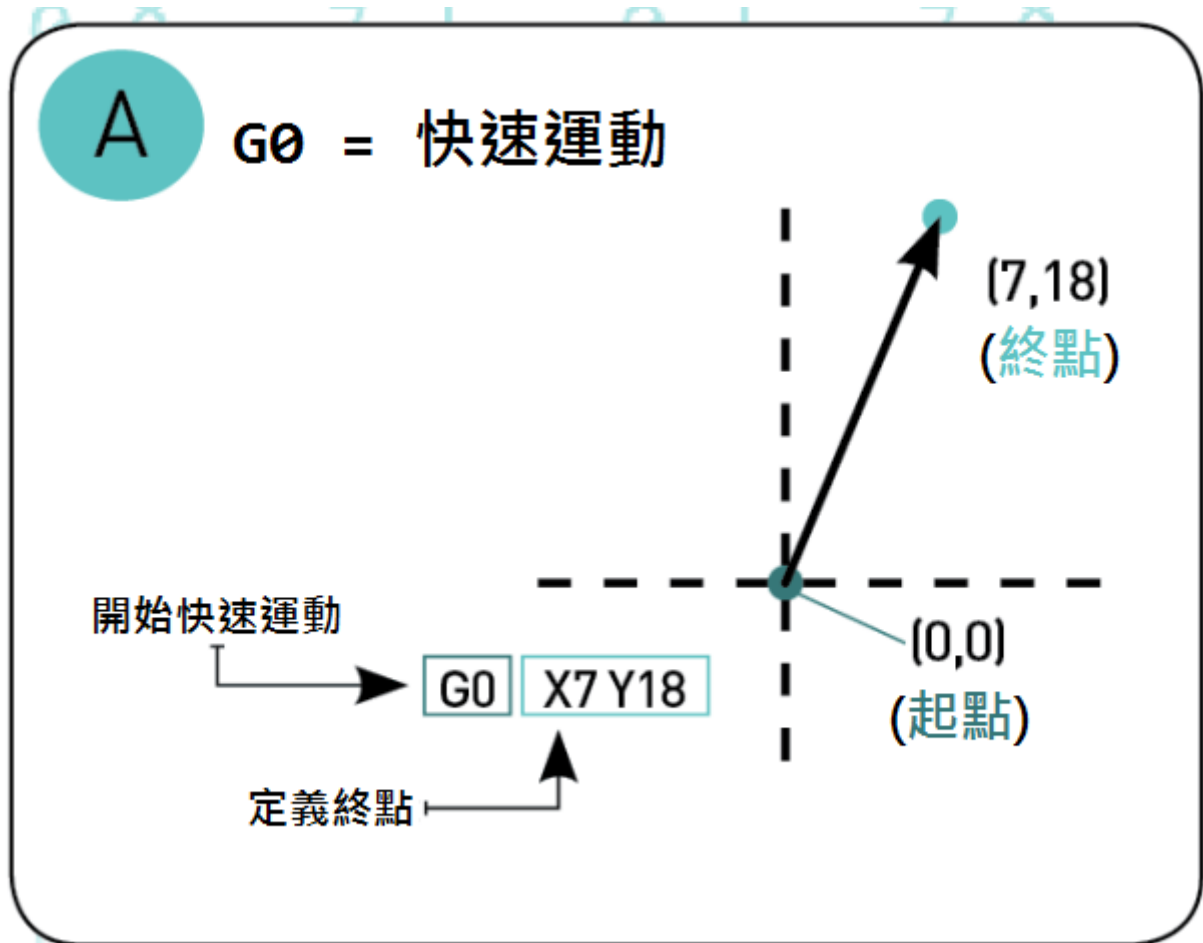 A
G0 = 快速運動
(7,18)
(終點)
開始快速運動
G0 X7 Y18
(0,0)
(起點)
定義終點